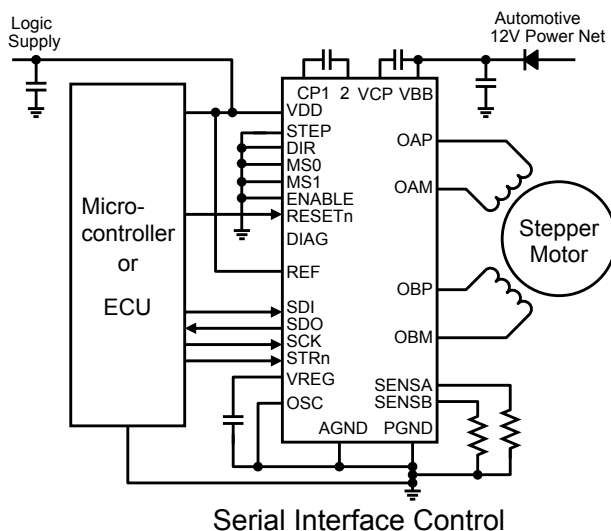 Logic
Supply
Automotive
12V Power Net
CP1 2 VCP VBB
VDD
STEP
DIR
MS0
MS1
ENABLE
RESETn
DIAG
REF
SDI
SDO
SCK
STRn
VREG
OSC
AGND PGND
OAP
OAM
OBP
OBM
SENSA
SENSB
Micro-
controller
or
ECU
Stepper
Motor
Serial Interface Control